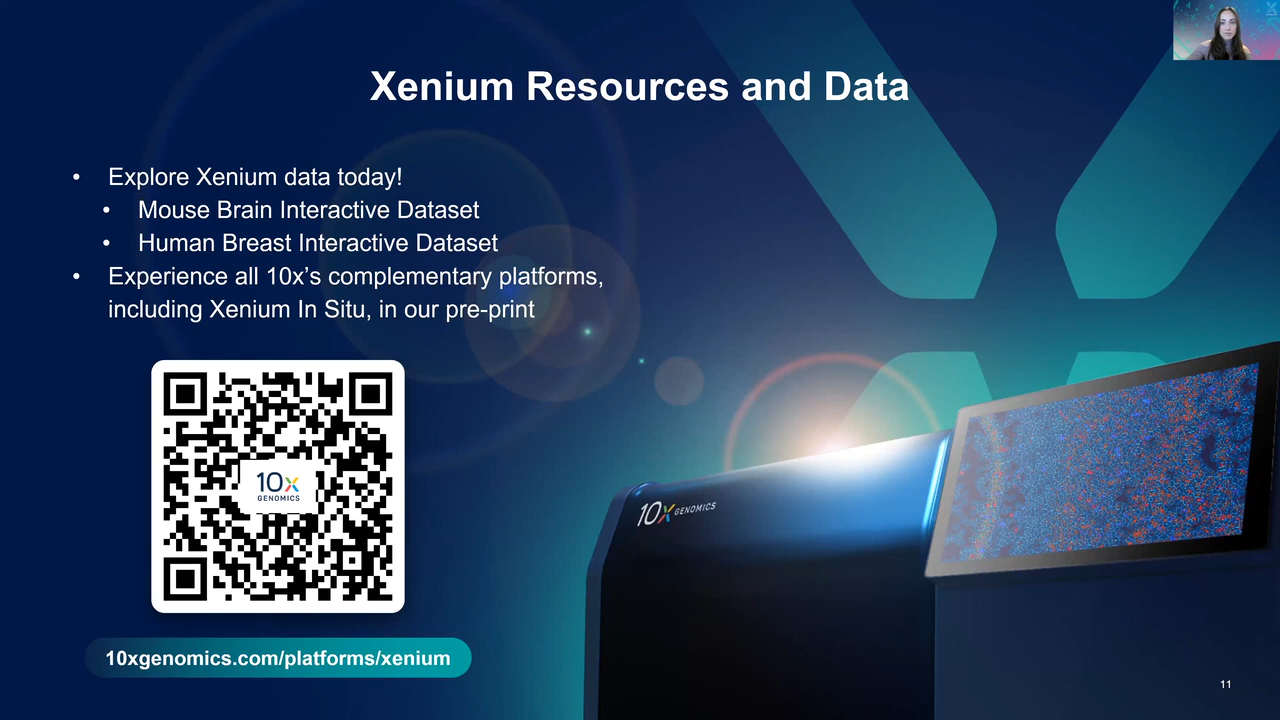 Xenium Resources and Data
• Explore Xenium data today!
• Mouse Brain Interactive Dataset
• Human Breast Interactive Dataset
• Experience all 10x’s complementary platforms,
including Xenium In Situ, in our pre-print
10x
GENOMICS
10x GENOMICS
10xgenomics.com/platforms/xenium
11